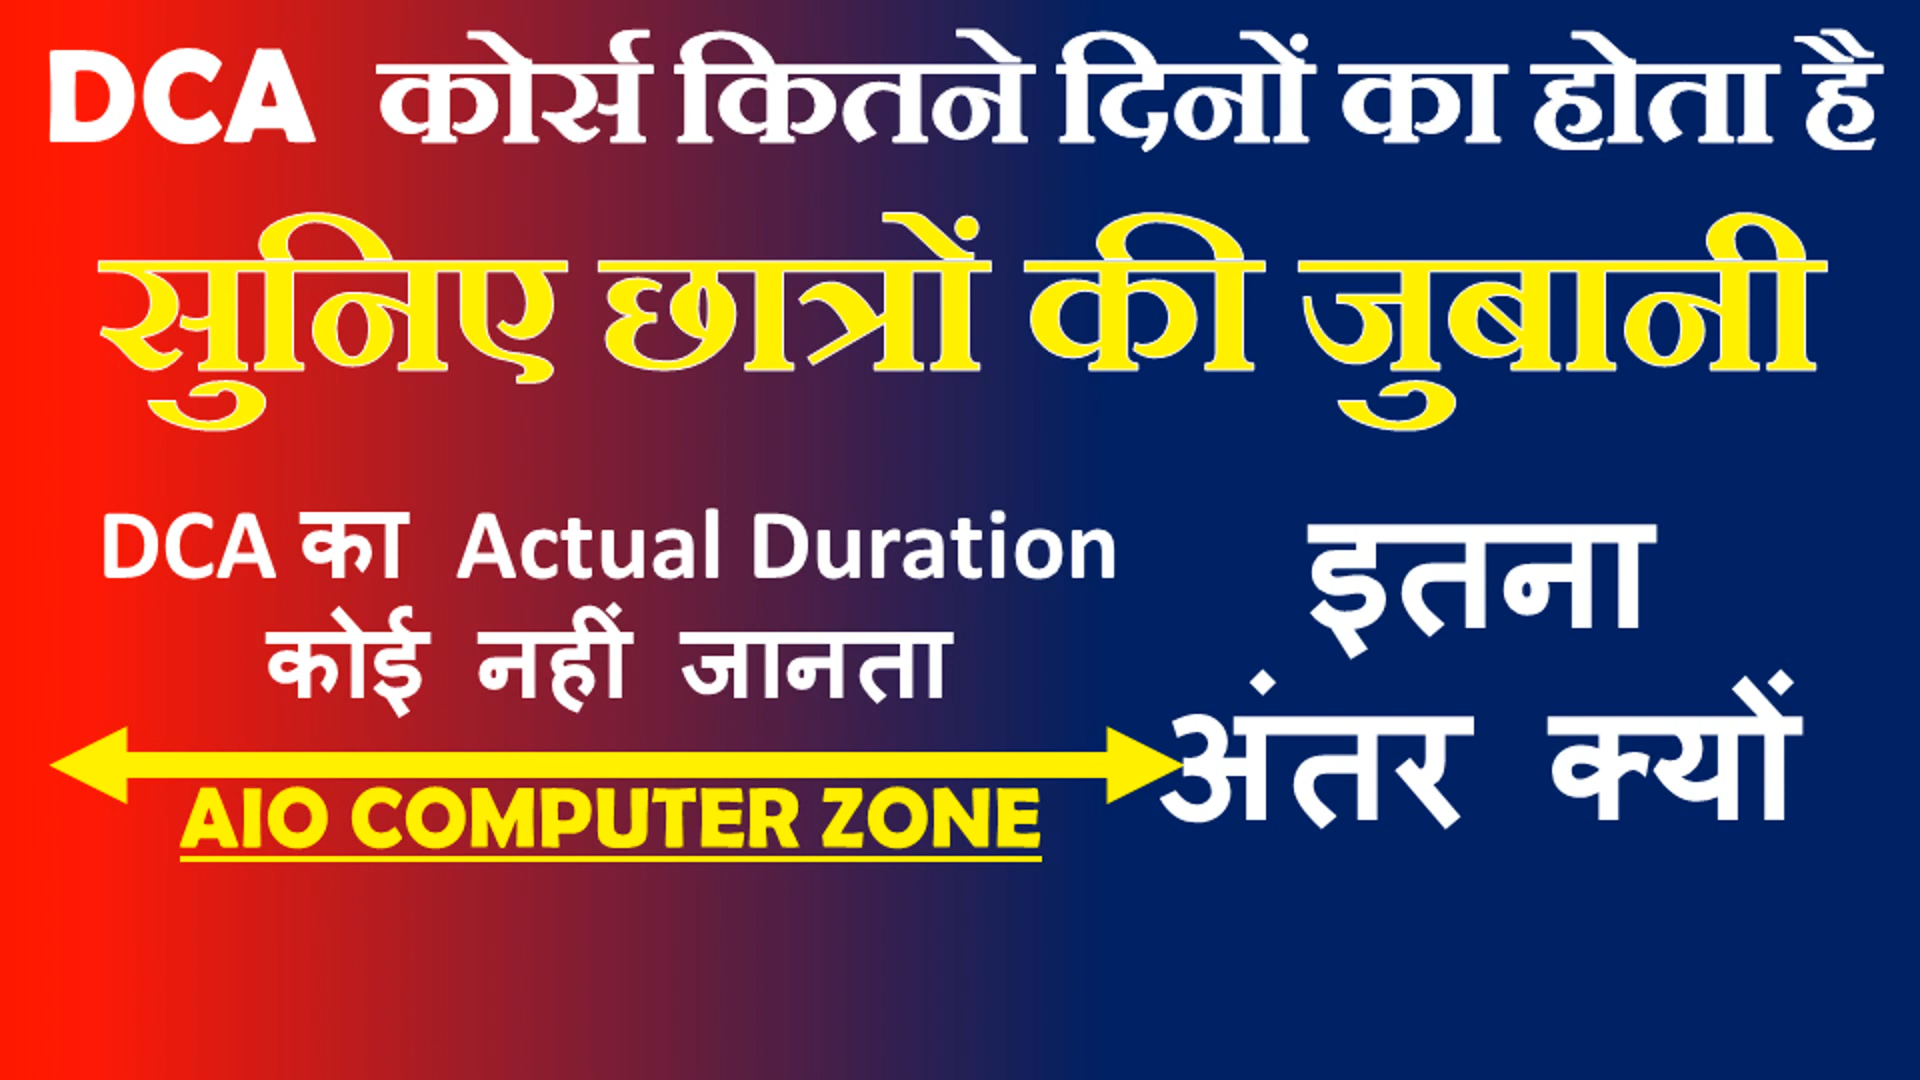 DCA कोर्स कितने दिनों का होता है
सुनिए छात्रों की जुबानी
DCA का Actual Duration
कोई नहीं जानता
AIO COMPUTER ZONE
इतना
अंतर क्यों